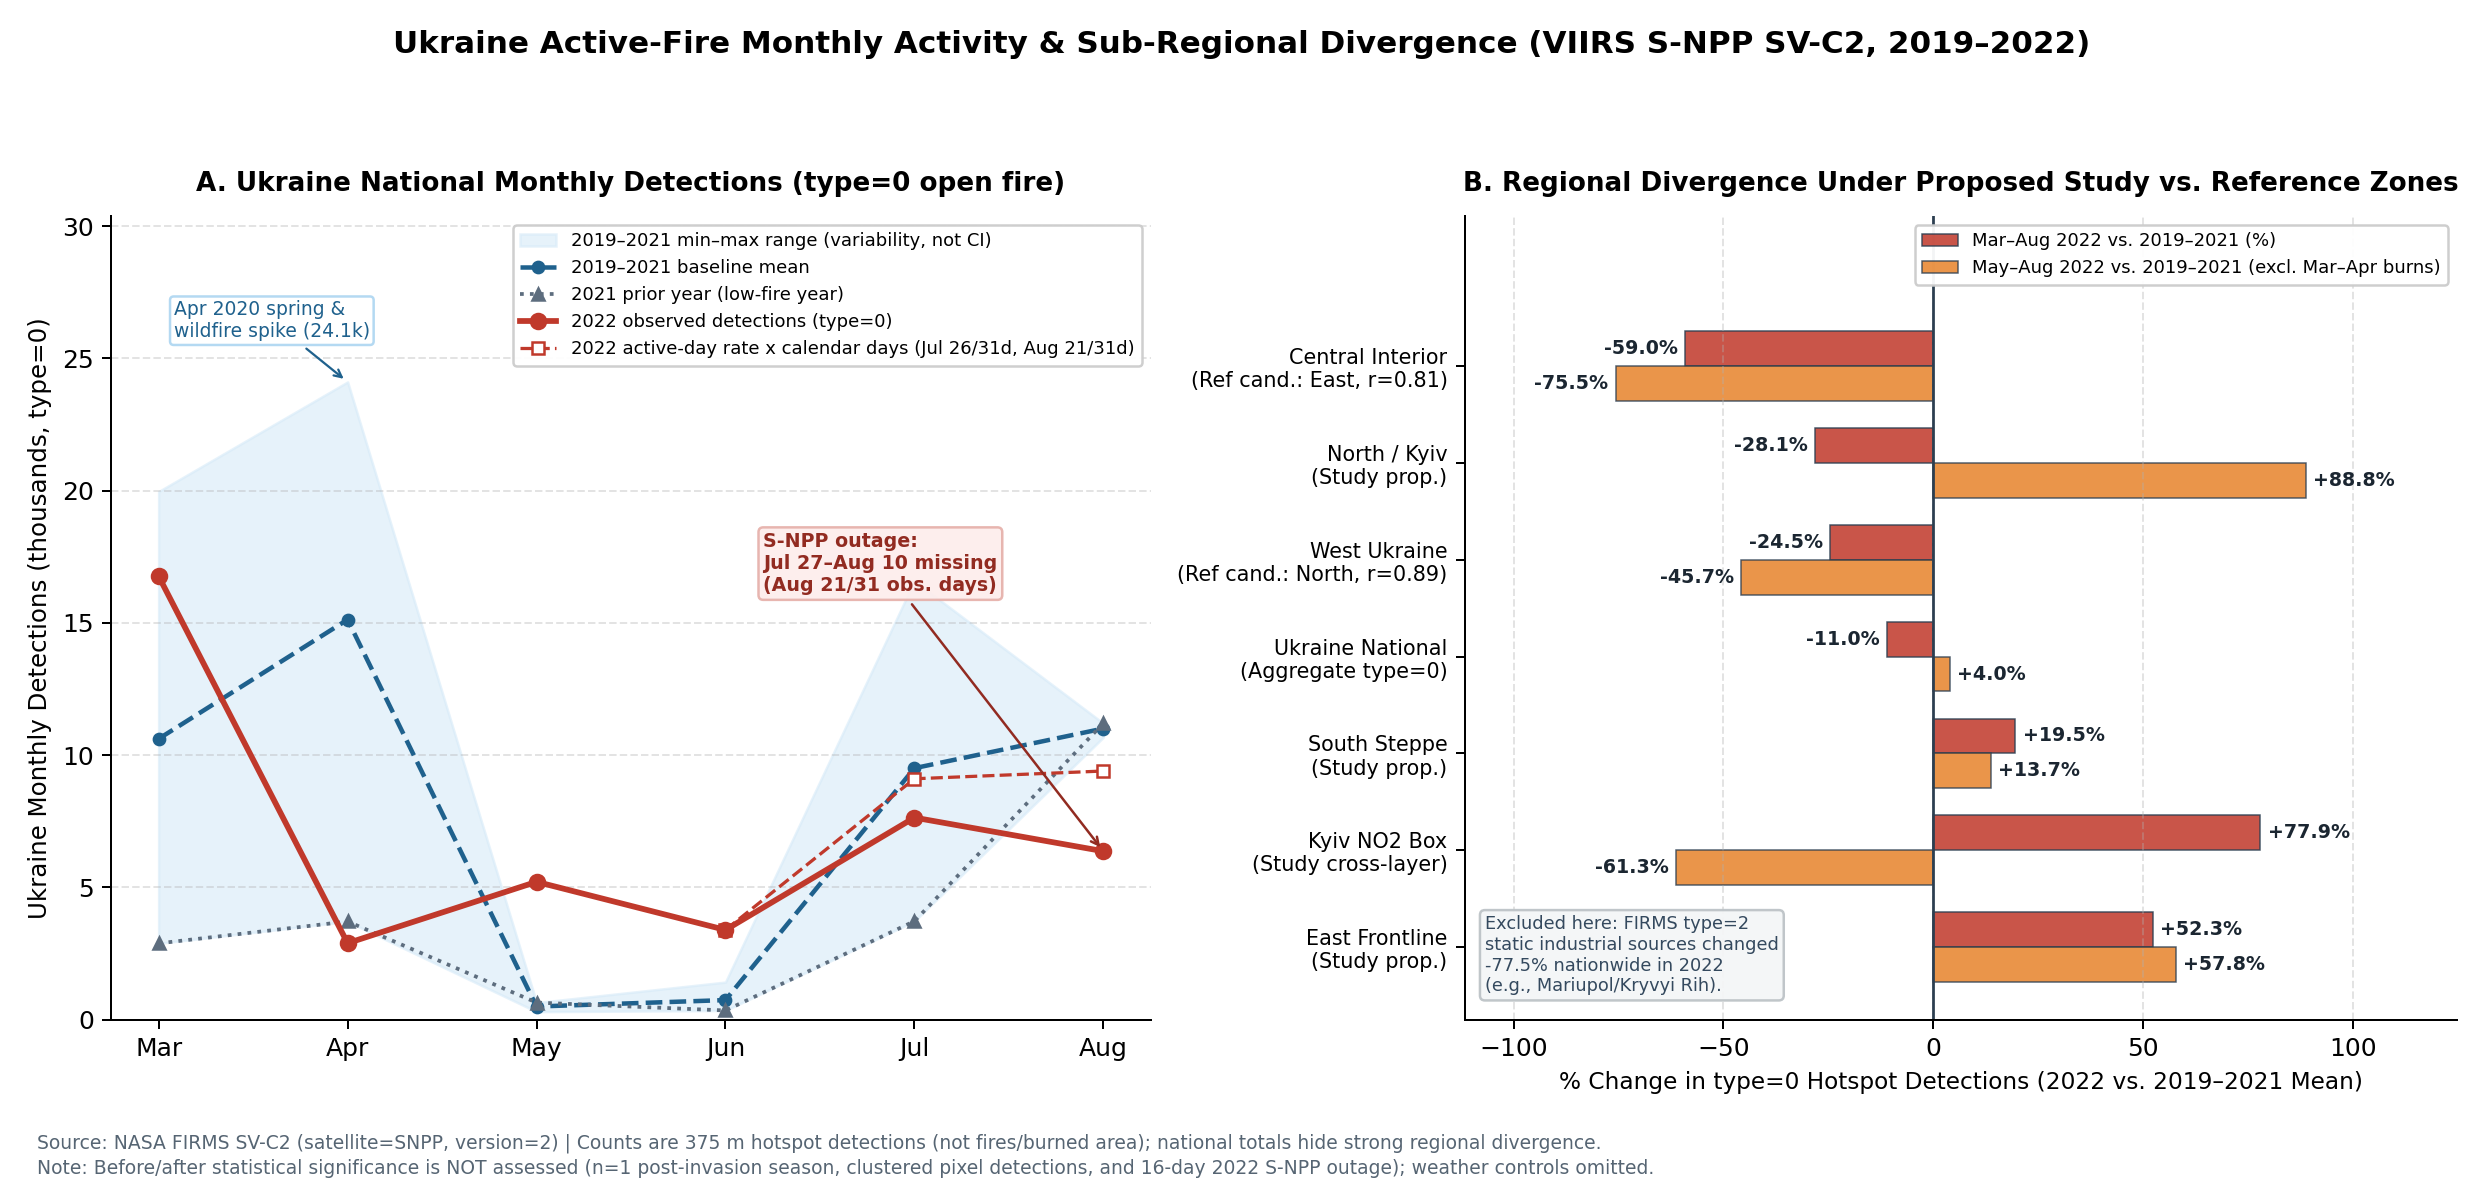 Ukraine Active-Fire Monthly Activity & Sub-Regional Divergence (VIIRS S-NPP SV-C2, 2019–2022)
A. Ukraine National Monthly Detections (type=0 open fire)
Ukraine Monthly Detections (thousands, type=0)
30
25
20
15
10
5
0
Mar
Apr
May
Jun
Jul
Aug
2019–2021 min–max range (variability, not CI)
2019–2021 baseline mean
2021 prior year (low-fire year)
2022 observed detections (type=0)
2022 active-day rate x calendar days (Jul 26/31d, Aug 21/31d)
Apr 2020 spring &
wildfire spike (24.1k)
S-NPP outage:
Jul 27–Aug 10 missing
(Aug 21/31 obs. days)
B. Regional Divergence Under Proposed Study vs. Reference Zones
Mar–Aug 2022 vs. 2019–2021 (%)
May–Aug 2022 vs. 2019–2021 (excl. Mar–Apr burns)
Central Interior
(Ref cand.: East, r=0.81)
-59.0%
-75.5%
North / Kyiv
(Study prop.)
-28.1%
+88.8%
West Ukraine
(Ref cand.: North, r=0.89)
-24.5%
-45.7%
Ukraine National
(Aggregate type=0)
-11.0%
+4.0%
South Steppe
(Study prop.)
+19.5%
+13.7%
Kyiv NO2 Box
(Study cross-layer)
+77.9%
-61.3%
East Frontline
(Study prop.)
+52.3%
+57.8%
Excluded here: FIRMS type=2
static industrial sources changed
-77.5% nationwide in 2022
(e.g., Mariupol/Kryvyi Rih).
−100
−50
0
50
100
% Change in type=0 Hotspot Detections (2022 vs. 2019–2021 Mean)
Source: NASA FIRMS SV-C2 (satellite=SNPP, version=2) | Counts are 375 m hotspot detections (not fires/burned area); national totals hide strong regional divergence.
Note: Before/after statistical significance is NOT assessed (n=1 post-invasion season, clustered pixel detections, and 16-day 2022 S-NPP outage); weather controls omitted.